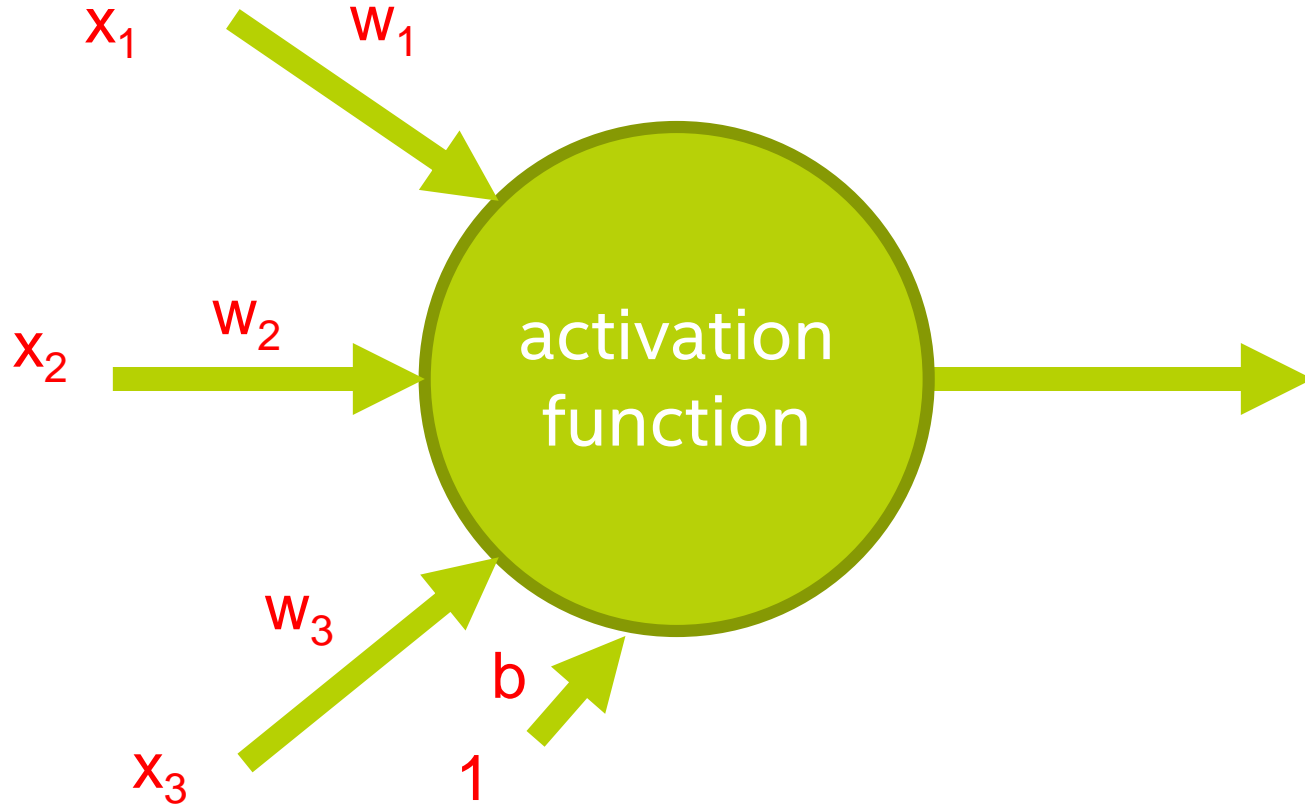 x₁
w₁
x₂
w₂
activation
function
w₃
x₃
b
1